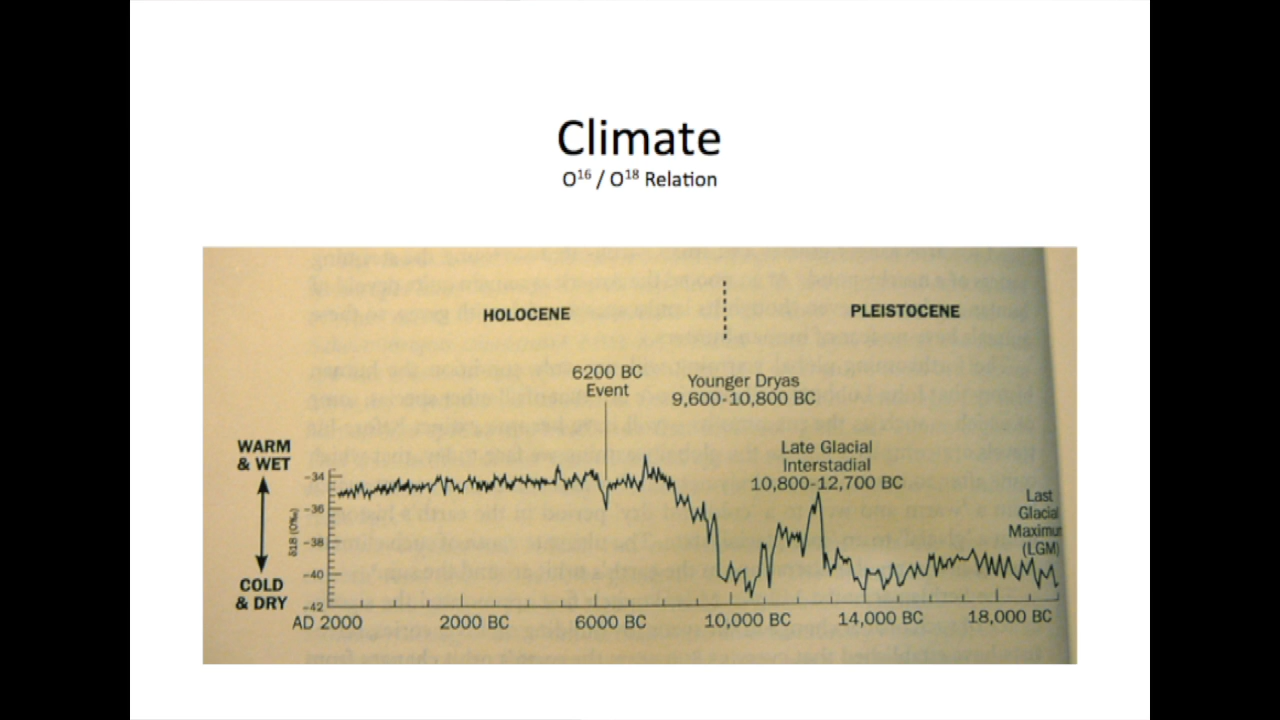 Climate
O¹⁶ / O¹⁸ Relation
HOLOCENE
PLEISTOCENE
6200 BC
Event
Younger Dryas
9,600-10,800 BC
Late Glacial
Interstadial
10,800-12,700 BC
Last
Glacial
Maximu
(LGM)
WARM
& WET
COLD
& DRY
-34
-36
-38
-40
-42
AD 2000
2000 BC
6000 BC
10,000 BC
14,000 BC
18,000 BC